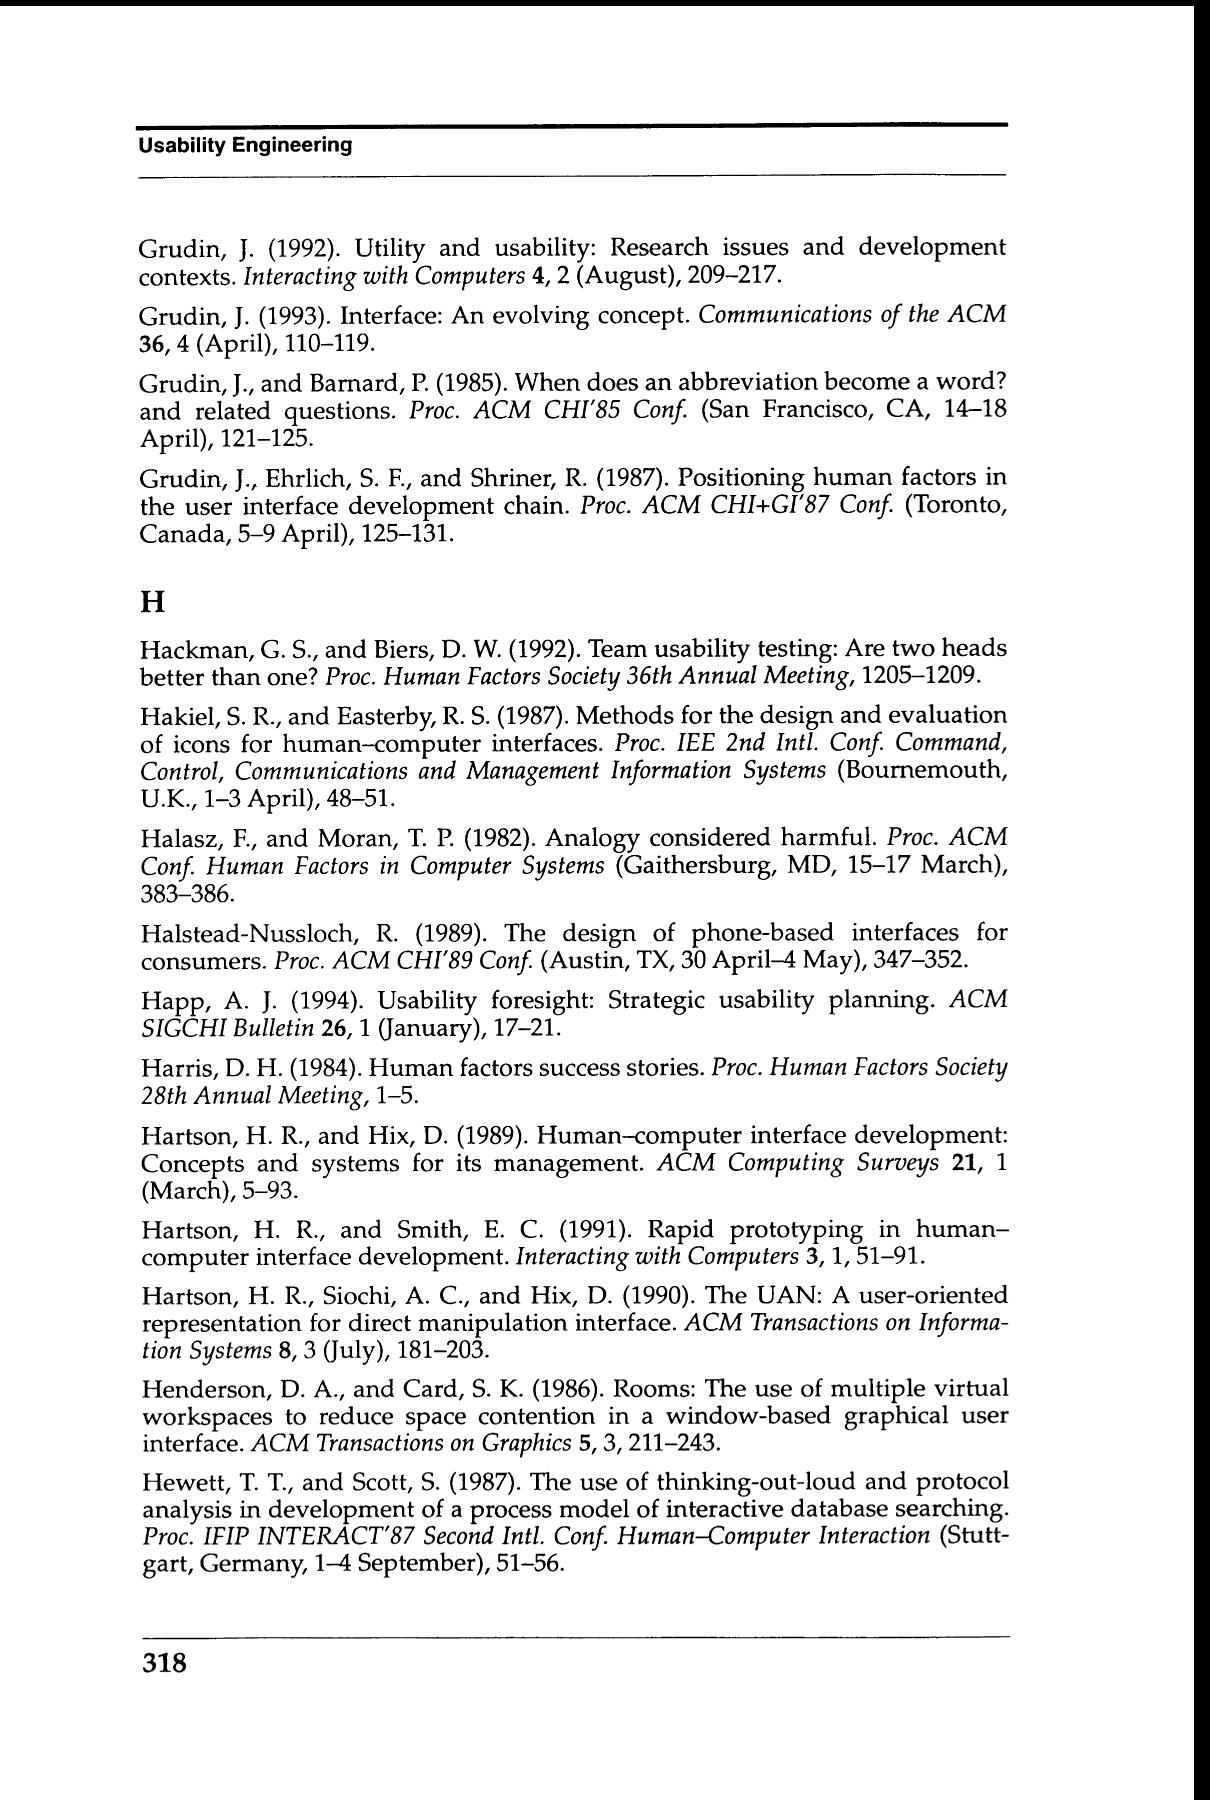 Usability Engineering
Grudin, J. (1992). Utility and usability: Research issues and development
contexts. Interacting with Computers 4, 2 (August), 209–217.
Grudin, J. (1993). Interface: An evolving concept. Communications of the ACM
36, 4 (April), 110–119.
Grudin, J., and Barnard, P. (1985). When does an abbreviation become a word?
and related questions. Proc. ACM CHI'85 Conf. (San Francisco, CA, 14–18
April), 121–125.
Grudin, J., Ehrlich, S. F., and Shriner, R. (1987). Positioning human factors in
the user interface development chain. Proc. ACM CHI+GI'87 Conf. (Toronto,
Canada, 5–9 April), 125–131.
H
Hackman, G. S., and Biers, D. W. (1992). Team usability testing: Are two heads
better than one? Proc. Human Factors Society 36th Annual Meeting, 1205–1209.
Hakiel, S. R., and Easterby, R. S. (1987). Methods for the design and evaluation
of icons for human–computer interfaces. Proc. IEE 2nd Intl. Conf. Command,
Control, Communications and Management Information Systems (Bournemouth,
U.K., 1–3 April), 48–51.
Halasz, F., and Moran, T. P. (1982). Analogy considered harmful. Proc. ACM
Conf. Human Factors in Computer Systems (Gaithersburg, MD, 15–17 March),
383–386.
Halstead-Nussloch, R. (1989). The design of phone-based interfaces for
consumers. Proc. ACM CHI'89 Conf. (Austin, TX, 30 April–4 May), 347–352.
Happ, A. J. (1994). Usability foresight: Strategic usability planning. ACM
SIGCHI Bulletin 26, 1 (January), 17–21.
Harris, D. H. (1984). Human factors success stories. Proc. Human Factors Society
28th Annual Meeting, 1–5.
Hartson, H. R., and Hix, D. (1989). Human–computer interface development:
Concepts and systems for its management. ACM Computing Surveys 21, 1
(March), 5–93.
Hartson, H. R., and Smith, E. C. (1991). Rapid prototyping in human–
computer interface development. Interacting with Computers 3, 1, 51–91.
Hartson, H. R., Siochi, A. C., and Hix, D. (1990). The UAN: A user-oriented
representation for direct manipulation interface. ACM Transactions on Informa-
tion Systems 8, 3 (July), 181–203.
Henderson, D. A., and Card, S. K. (1986). Rooms: The use of multiple virtual
workspaces to reduce space contention in a window-based graphical user
interface. ACM Transactions on Graphics 5, 3, 211–243.
Hewett, T. T., and Scott, S. (1987). The use of thinking-out-loud and protocol
analysis in development of a process model of interactive database searching.
Proc. IFIP INTERACT'87 Second Intl. Conf. Human–Computer Interaction (Stutt-
gart, Germany, 1–4 September), 51–56.
318